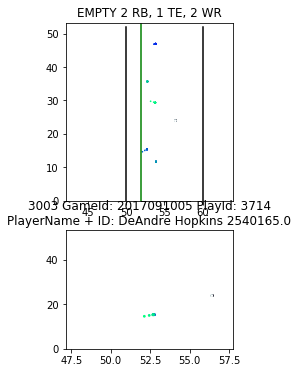 EMPTY 2 RB, 1 TE, 2 WR
50
40
30
20
10
0
45 50 55 60
3003 GameId: 2017091005 PlayId: 3714
PlayerName + ID: DeAndre Hopkins 2540165.0
40
20
0
47.5 50.0 52.5 55.0 57.5